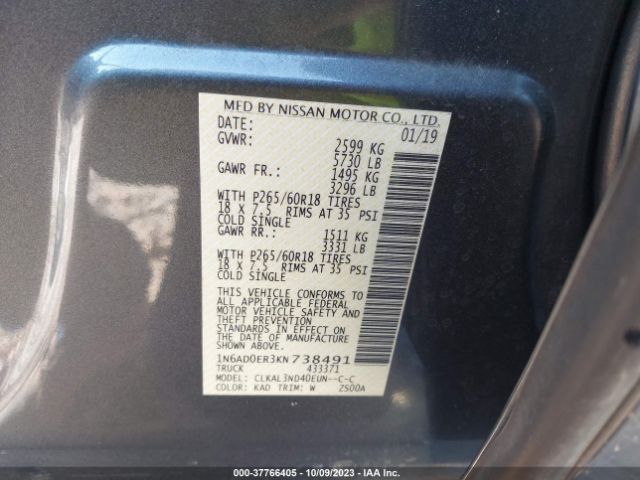 MFD BY NISSAN MOTOR CO., LTD.
DATE: 01/19
GVWR: 2599 KG
5730 LB
GAWR FR.: 1495 KG
3296 LB
WITH P265/60R18 TIRES
18 X 7.5 RIMS AT 35 PSI
COLD SINGLE
GAWR RR.: 1511 KG
3331 LB
WITH P265/60R18 TIRES
18 X 7.5 RIMS AT 35 PSI
COLD SINGLE
THIS VEHICLE CONFORMS TO
ALL APPLICABLE FEDERAL
MOTOR VEHICLE SAFETY AND
THEFT PREVENTION
STANDARDS IN EFFECT ON
THE DATE OF MANUFACTURE
SHOWN ABOVE.
1N6AD0ER3KN738491
TRUCK 433371
MODEL: CLKAL3ND40EUN--C-C
COLOR: KAD TRIM: W ZS00A
000-37766405 - 10/09/2023 - IAA Inc.